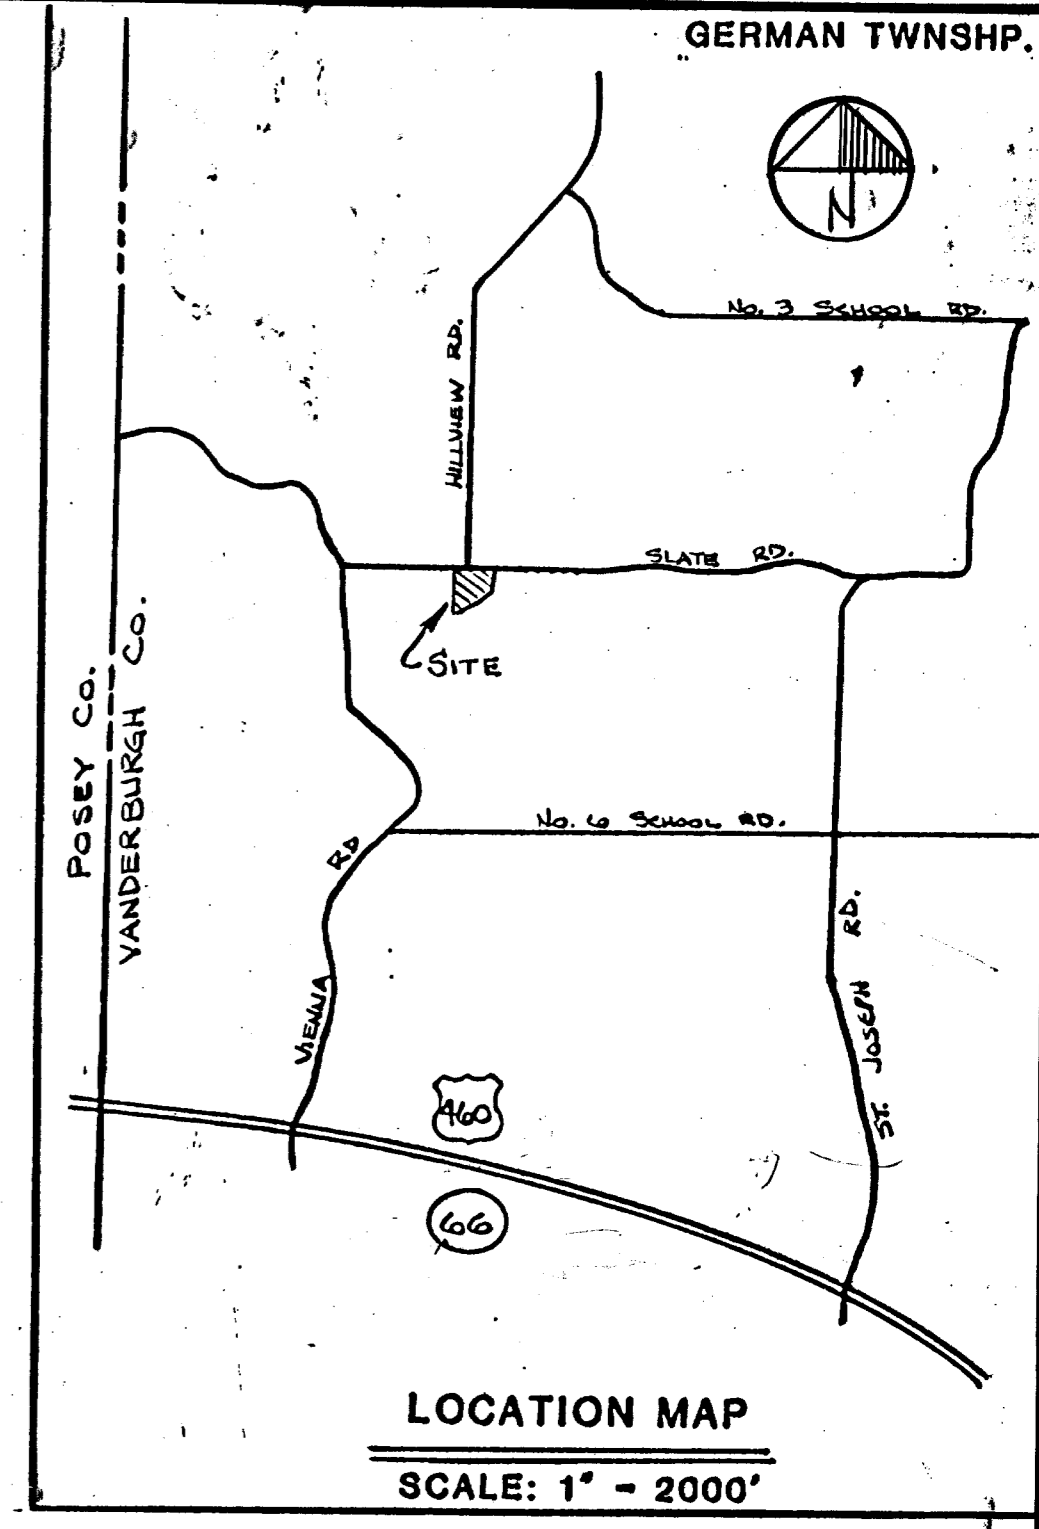 GERMAN TWNSHP.
N
No. 3 SCHOOL RD.
HILLVIEW RD.
SLATE RD.
SITE
POSEY CO.
VANDERBURGH CO.
No. 6 SCHOOL RD.
VIENNA RD
ST. JOSEPH RD.
460
66
LOCATION MAP
SCALE: 1" - 2000'